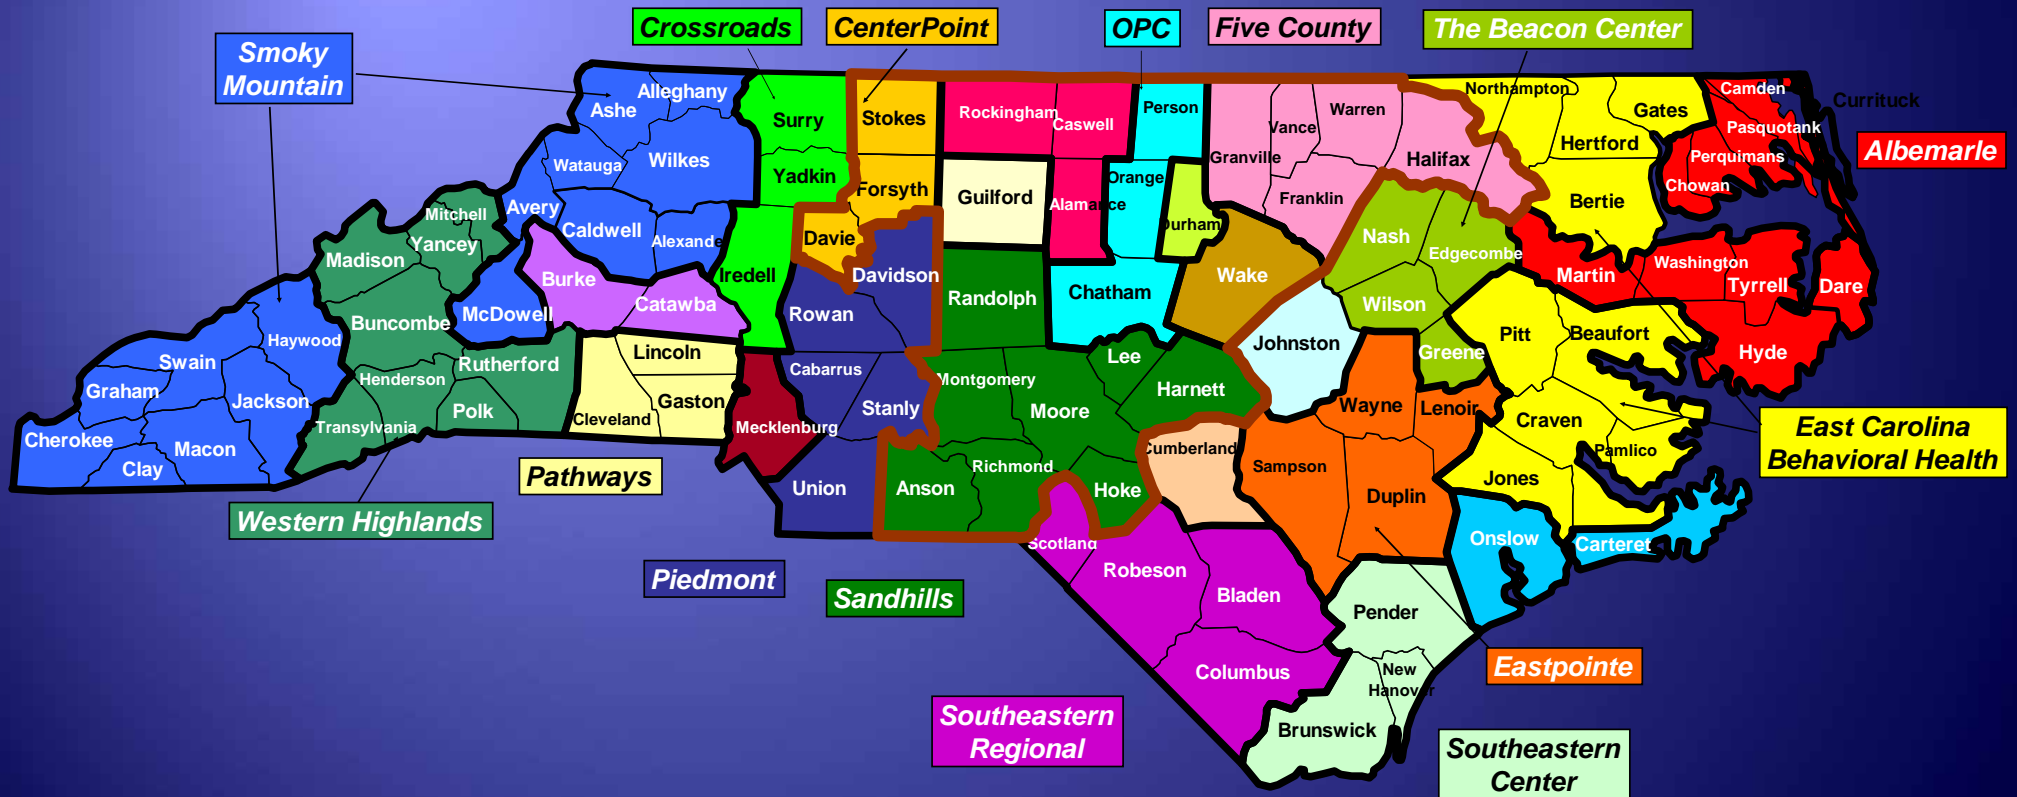 Crossroads
CenterPoint
OPC
Five County
The Beacon Center
Smoky
Mountain
Alleghany
Ashe
Surry
Stokes
Rockingham
Caswell
Person
Vance
Warren
Northampton
Gates
Camden
Currituck
Pasquotank
Hertford
Watauga
Wilkes
Yadkin
Forsyth
Guilford
Orange
Granville
Halifax
Perquimans
Albemarle
Chowan
Mitchell
Avery
Caldwell
Alexande
Davie
Alamance
Durham
Franklin
Bertie
Yancey
Madison
Burke
Catawba
Iredell
Davidson
Randolph
Chatham
Wake
Nash
Edgecombe
Martin
Washington
Tyrrell
Dare
McDowell
Rowan
Wilson
Buncombe
Haywood
Swain
Rutherford
Lincoln
Cabarrus
Lee
Johnston
Greene
Pitt
Beaufort
Hyde
Graham
Jackson
Henderson
Polk
Gaston
Cleveland
Stanly
Montgomery
Moore
Harnett
Wayne
Lenoir
Craven
Transylvania
Mecklenburg
Cherokee
Macon
Clay
Cumberland
Sampson
Pamlico
East Carolina
Behavioral Health
Pathways
Union
Anson
Richmond
Hoke
Duplin
Jones
Western Highlands
Scotland
Onslow
Carteret
Piedmont
Sandhills
Robeson
Bladen
Pender
Columbus
New
Hanover
Eastpointe
Southeastern
Regional
Brunswick
Southeastern
Center